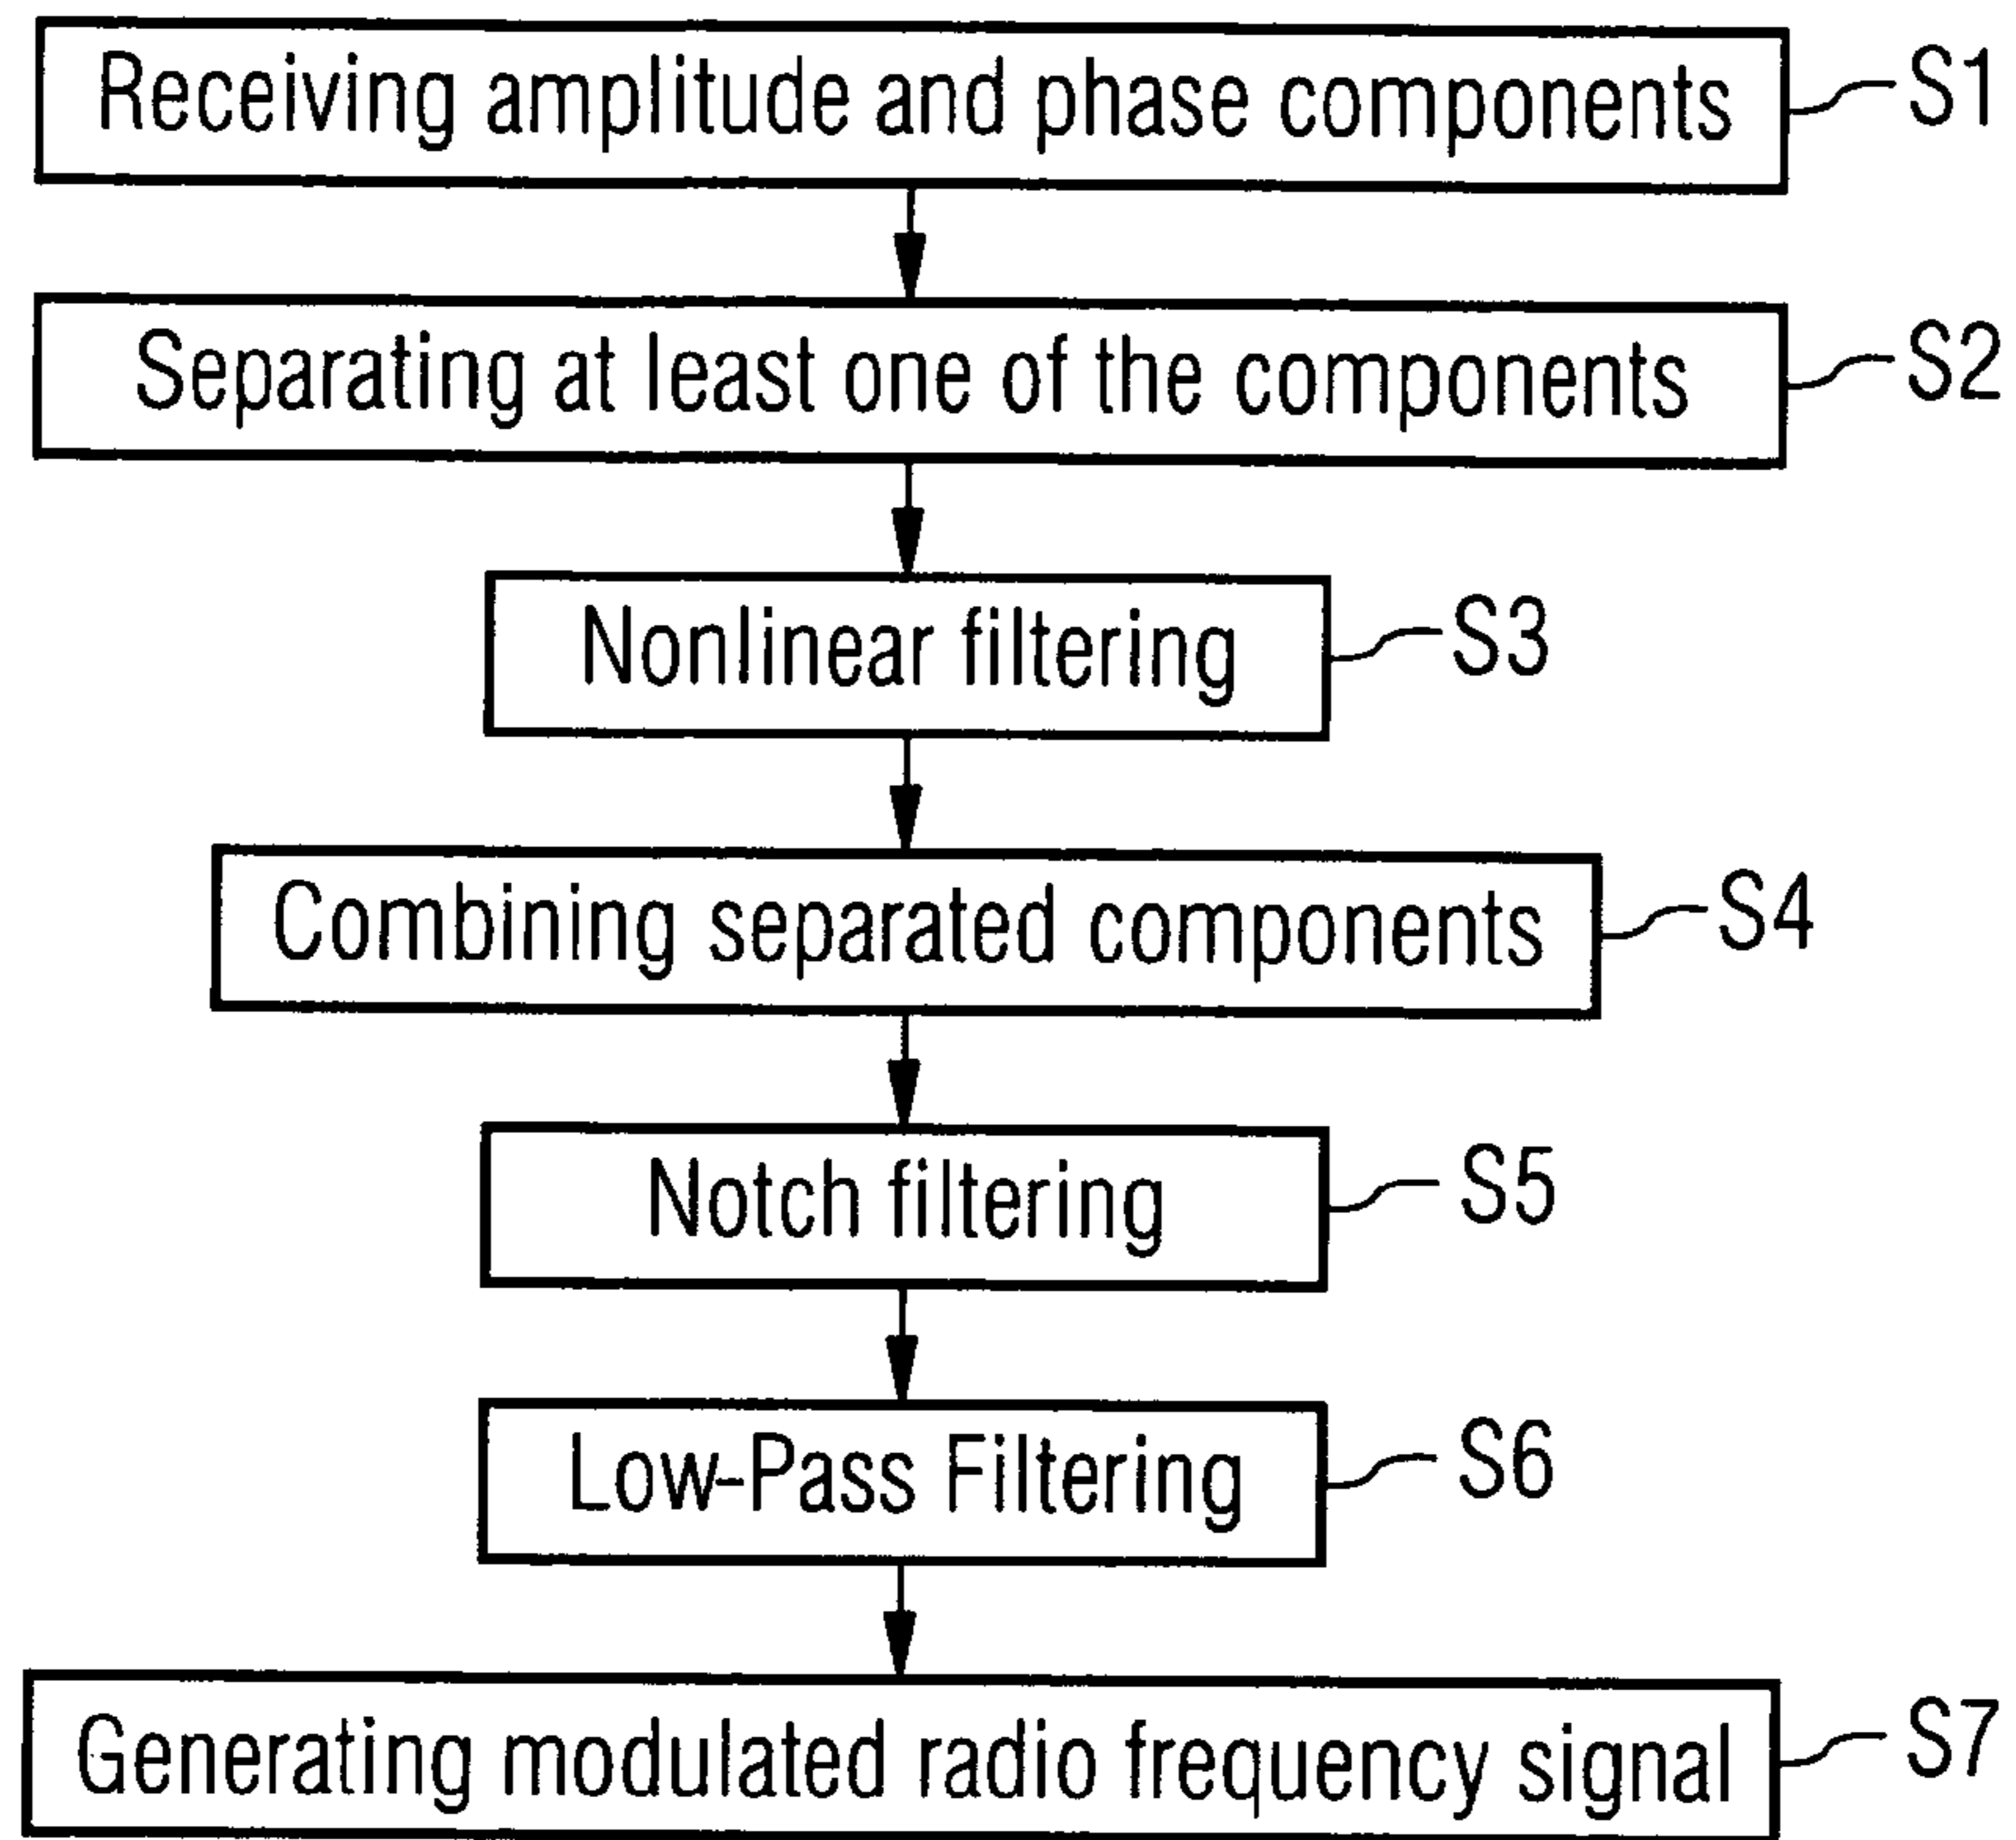 Receiving amplitude and phase components S1
Separating at least one of the components S2
Nonlinear filtering S3
Combining separated components S4
Notch filtering S5
Low-Pass Filtering S6
Generating modulated radio frequency signal S7